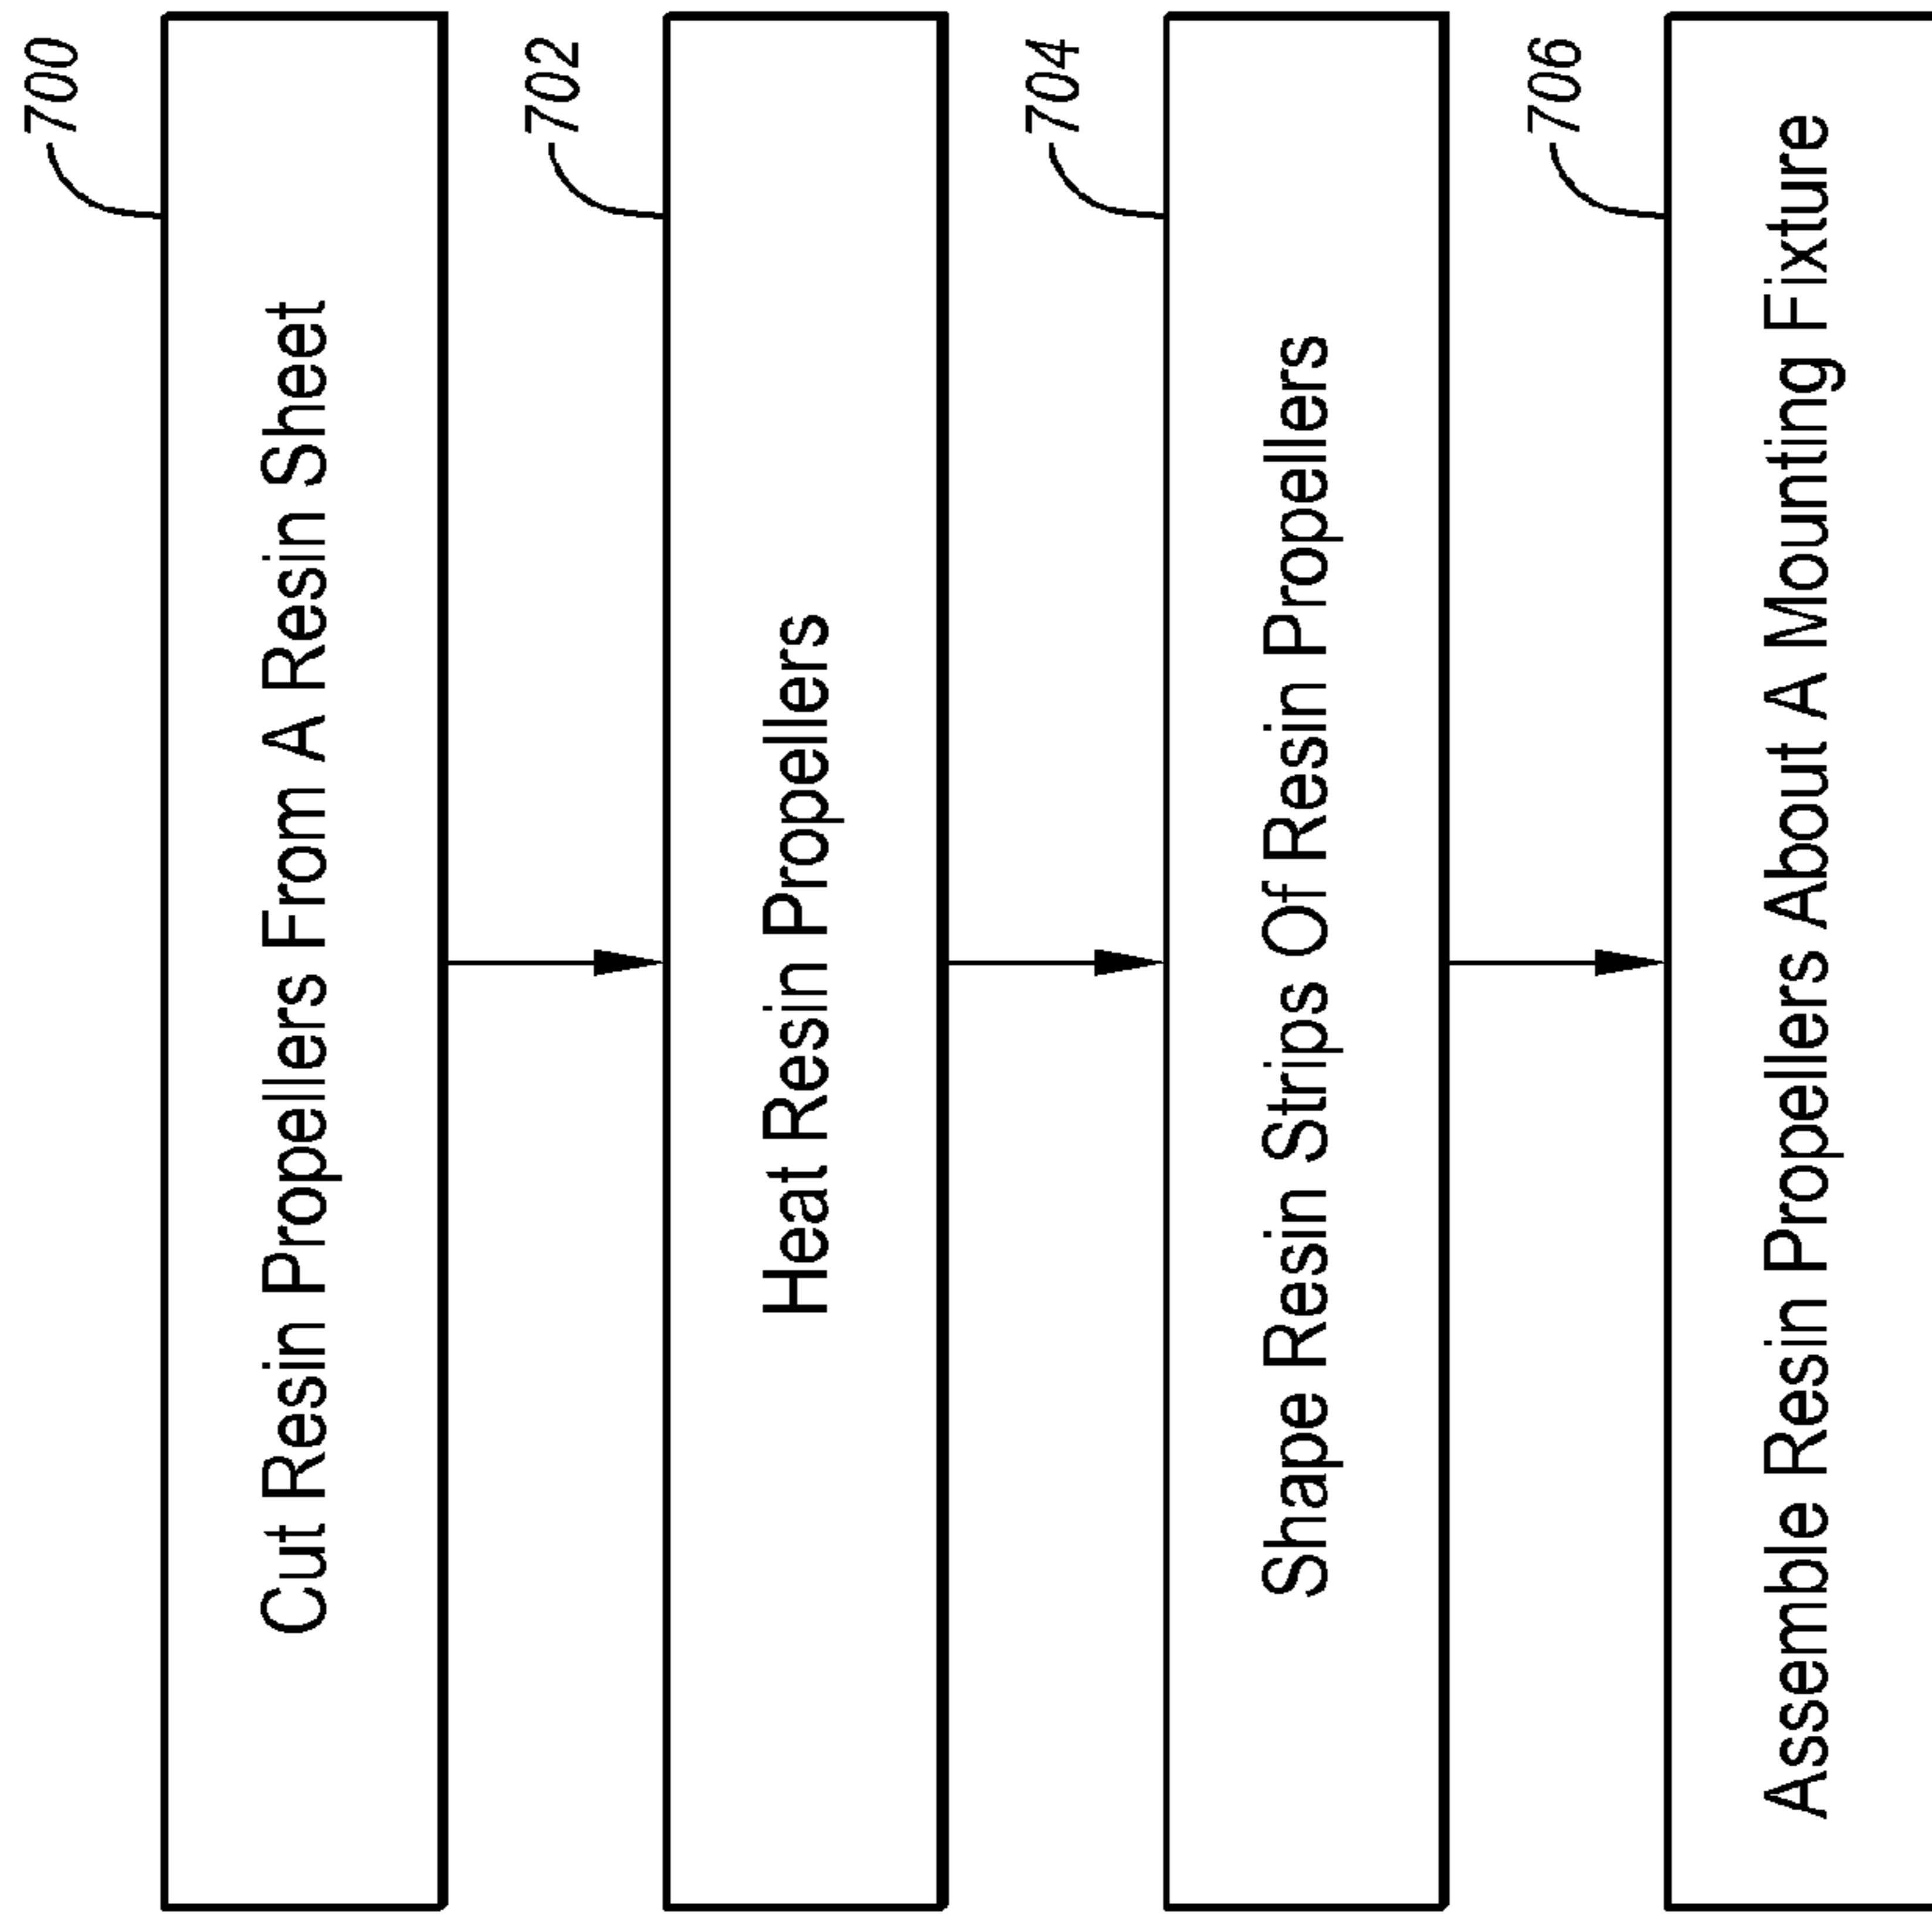 700
Cut Resin Propellers From A Resin Sheet
702
Heat Resin Propellers
704
Shape Resin Strips Of Resin Propellers
706
Assemble Resin Propellers About A Mounting Fixture